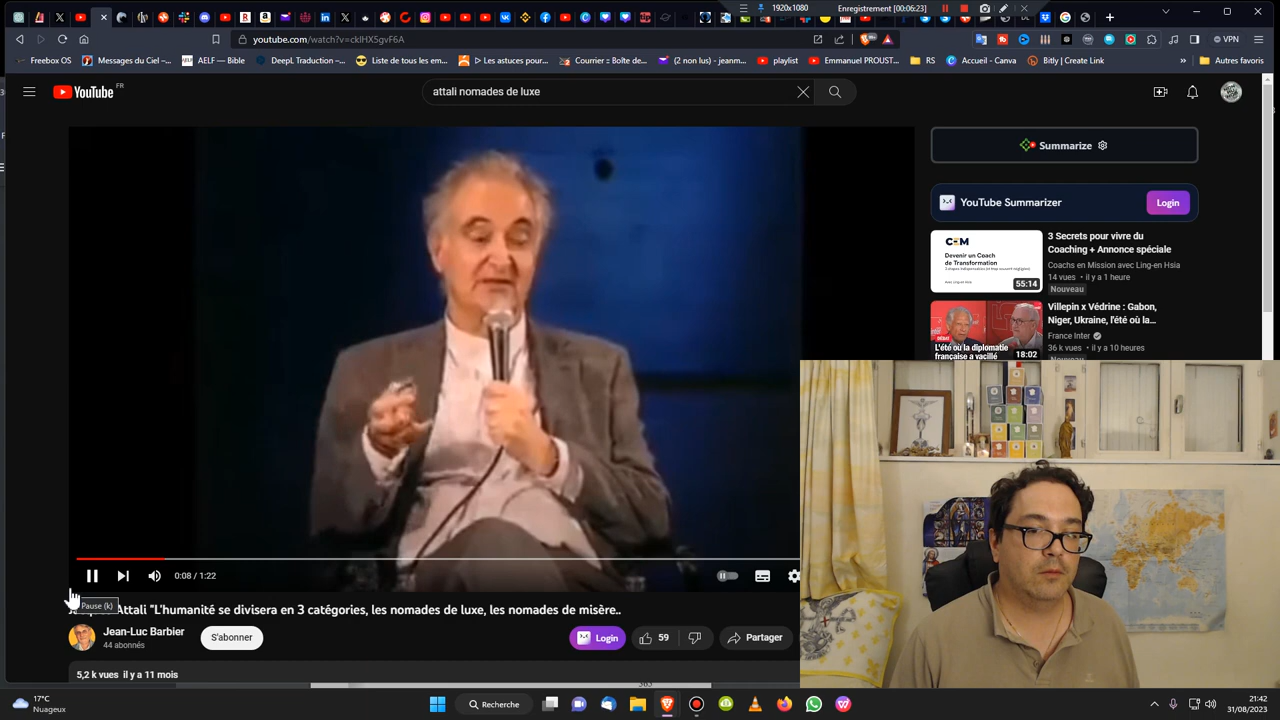 1920x1080
Enregistrement [00:06:23]
youtube.com/watch?v=cklHX5gvF6A
VPN
Freebox OS
Messages du Ciel –...
AELF — Bible
DeepL Traduction –...
Liste de tous les em...
▷ Les astuces pour...
Courrier : Boîte de...
(2 non lus) - jeanm...
playlist
Emmanuel PROUST...
»
RS
Accueil - Canva
Bitly | Create Link
Autres favoris
YouTube FR
attali nomades de luxe
Summarize
YouTube Summarizer
Login
CEM
Devenir un Coach
de Transformation
55:14
3 Secrets pour vivre du
Coaching + Annonce spéciale
Coachs en Mission avec Ling-en Hsia
14 vues • il y a 1 heure
Nouveau
DÉBAT
L'été où la diplomatie
française a vacillé
18:02
Villepin x Védrine : Gabon,
Niger, Ukraine, l'été où la...
France Inter
36 k vues • il y a 10 heures
0:08 / 1:22
Pause (k)
Attali "L'humanité se divisera en 3 catégories, les nomades de luxe, les nomades de misère..
Jean-Luc Barbier
44 abonnés
S'abonner
Login
59
Partager
5,2 k vues il y a 11 mois
17°C
Nuageux
Recherche
21:42
31/08/2023